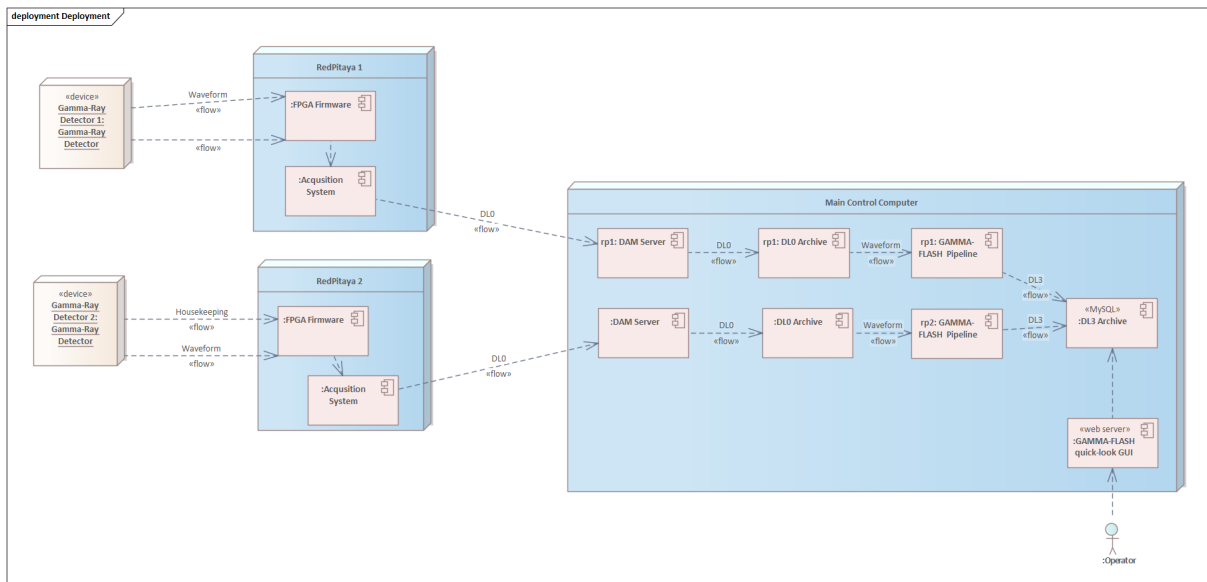 deployment Deployment
RedPitaya 1
«device»
Gamma-Ray
Detector 1:
Gamma-Ray
Detector
Waveform
«flow»
«flow»
:FPGA Firmware
:Acqusition
System
DL0
«flow»
Main Control Computer
rp1: DAM Server
DL0
«flow»
rp1: DL0 Archive
Waveform
«flow»
rp1: GAMMA-
FLASH Pipeline
DL3
«flow»
RedPitaya 2
«device»
Gamma-Ray
Detector 2:
Gamma-Ray
Detector
Housekeeping
«flow»
Waveform
«flow»
:FPGA Firmware
:Acqusition
System
DL0
«flow»
:DAM Server
DL0
«flow»
:DL0 Archive
Waveform
«flow»
rp2: GAMMA-
FLASH Pipeline
DL3
«flow»
«MySQL»
:DL3 Archive
«web server»
:GAMMA-FLASH
quick-look GUI
:Operator